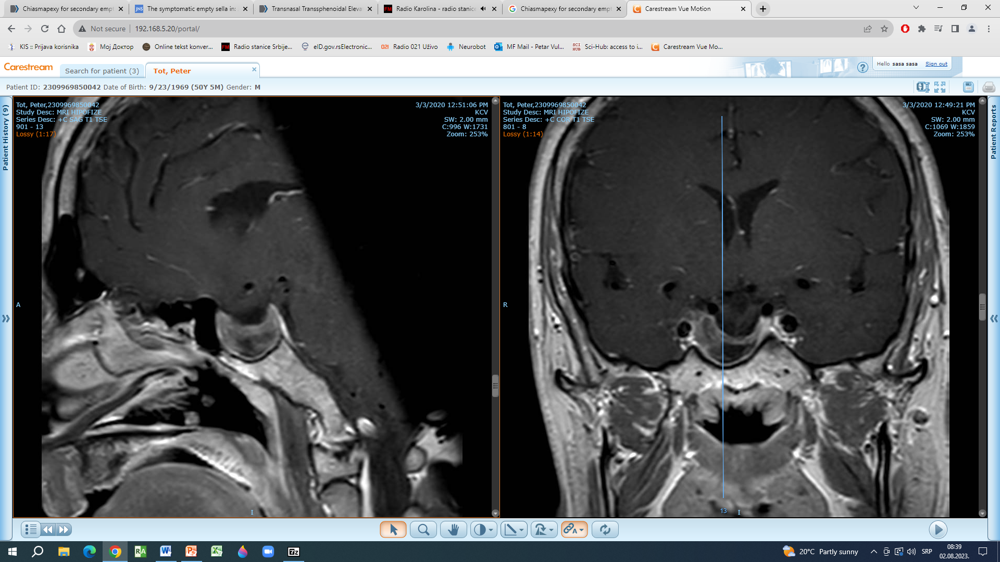 Chiasmapexy for secondary empt
The symptomatic empty sella in:
Transnasal Transsphenoidal Eleva
Radio Karolina - radio stanice
Chiasmapexy for secondary empt
Carestream Vue Motion
Not secure
192.168.5.20/portal/
KIS :: Prijava korisnika
Мој Доктор
Online tekst konver...
Radio stanice Srbije...
eID.gov.rsElectronic...
Radio 021 Uživo
Neurobot
MF Mail - Petar Vul...
Sci-Hub: access to i...
Carestream Vue Mo...
Carestream
Search for patient (3)
Tot, Peter
Hello sasa sasa
Sign out
Patient ID: 2309969850042 Date of Birth: 9/23/1969 (50Y 5M) Gender: M
Patient History (9)
Tot, Peter,2309969850042
Study Desc: MRI HIPOFIZE
Series Desc: +C SAG T1 TSE
901 - 13
Lossy (1:17)
3/3/2020 12:51:06 PM
KCV
SW: 2.00 mm
C:996 W:1731
Zoom: 253%
A
I
Tot, Peter,2309969850042
Study Desc: MRI HIPOFIZE
Series Desc: +C COR T1 TSE
801 - 8
Lossy (1:14)
3/3/2020 12:49:21 PM
KCV
SW: 2.00 mm
C:1069 W:1859
Zoom: 253%
R
13
I
Patient Reports
20°C Partly sunny
SRP
08:39
02.08.2023.